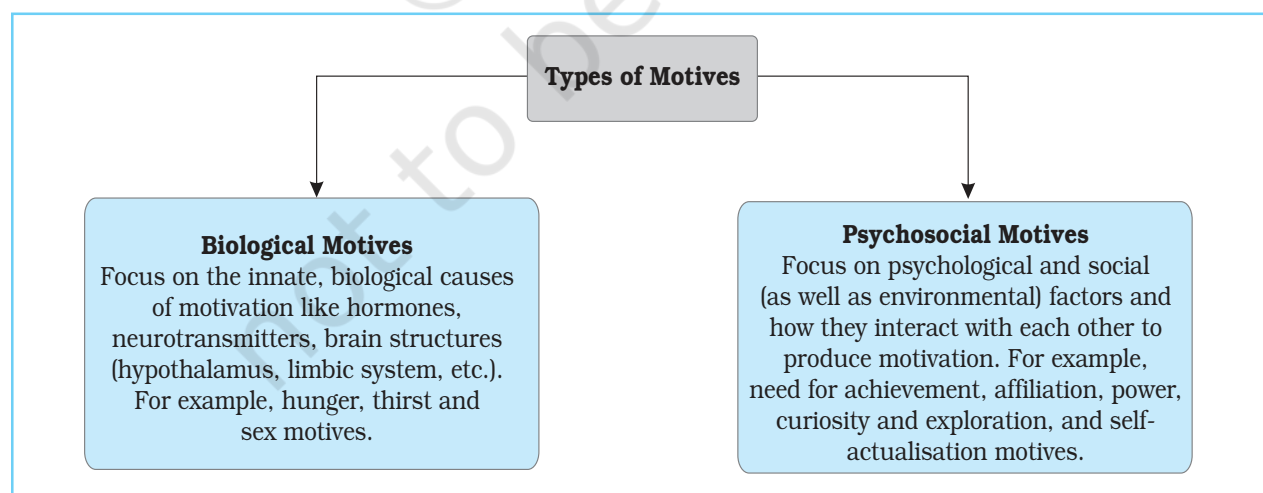 Types of Motives
Biological Motives
Focus on the innate, biological causes
of motivation like hormones,
neurotransmitters, brain structures
(hypothalamus, limbic system, etc.).
For example, hunger, thirst and
sex motives.
Psychosocial Motives
Focus on psychological and social
(as well as environmental) factors and
how they interact with each other to
produce motivation. For example,
need for achievement, affiliation, power,
curiosity and exploration, and self-
actualisation motives.
not to be